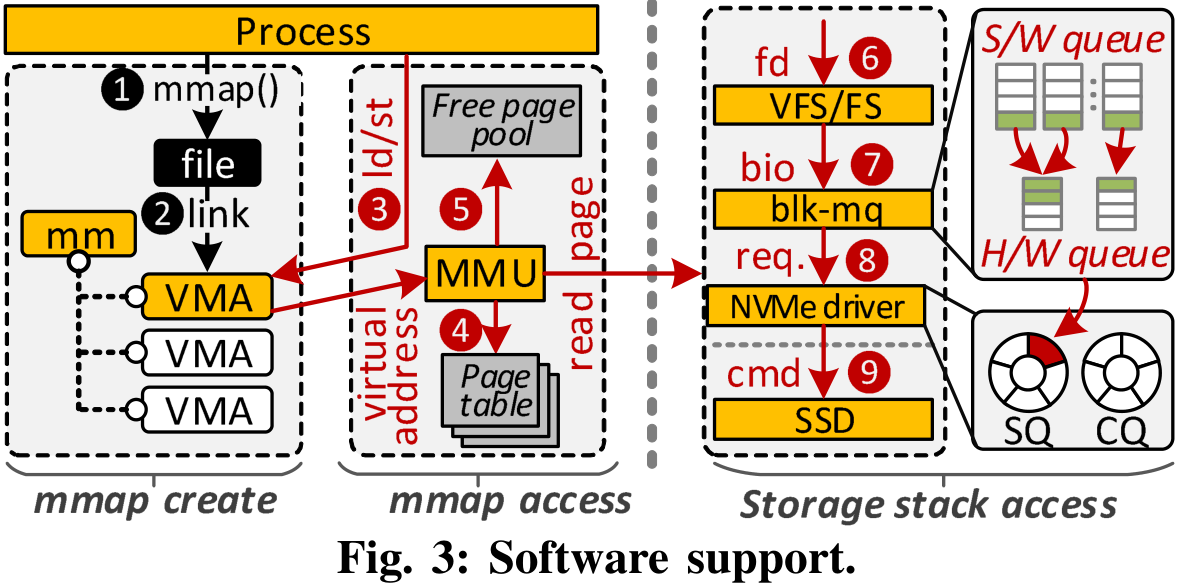 Process
1 mmap()
file
2 link
mm
VMA
VMA
VMA
mmap create
3 ld/st
Free page
pool
5
MMU
4
virtual
address
Page
table
read page
mmap access
fd 6
VFS/FS
bio 7
blk-mq
req. 8
NVMe driver
cmd 9
SSD
S/W queue
H/W queue
SQ CQ
Storage stack access
Fig. 3: Software support.